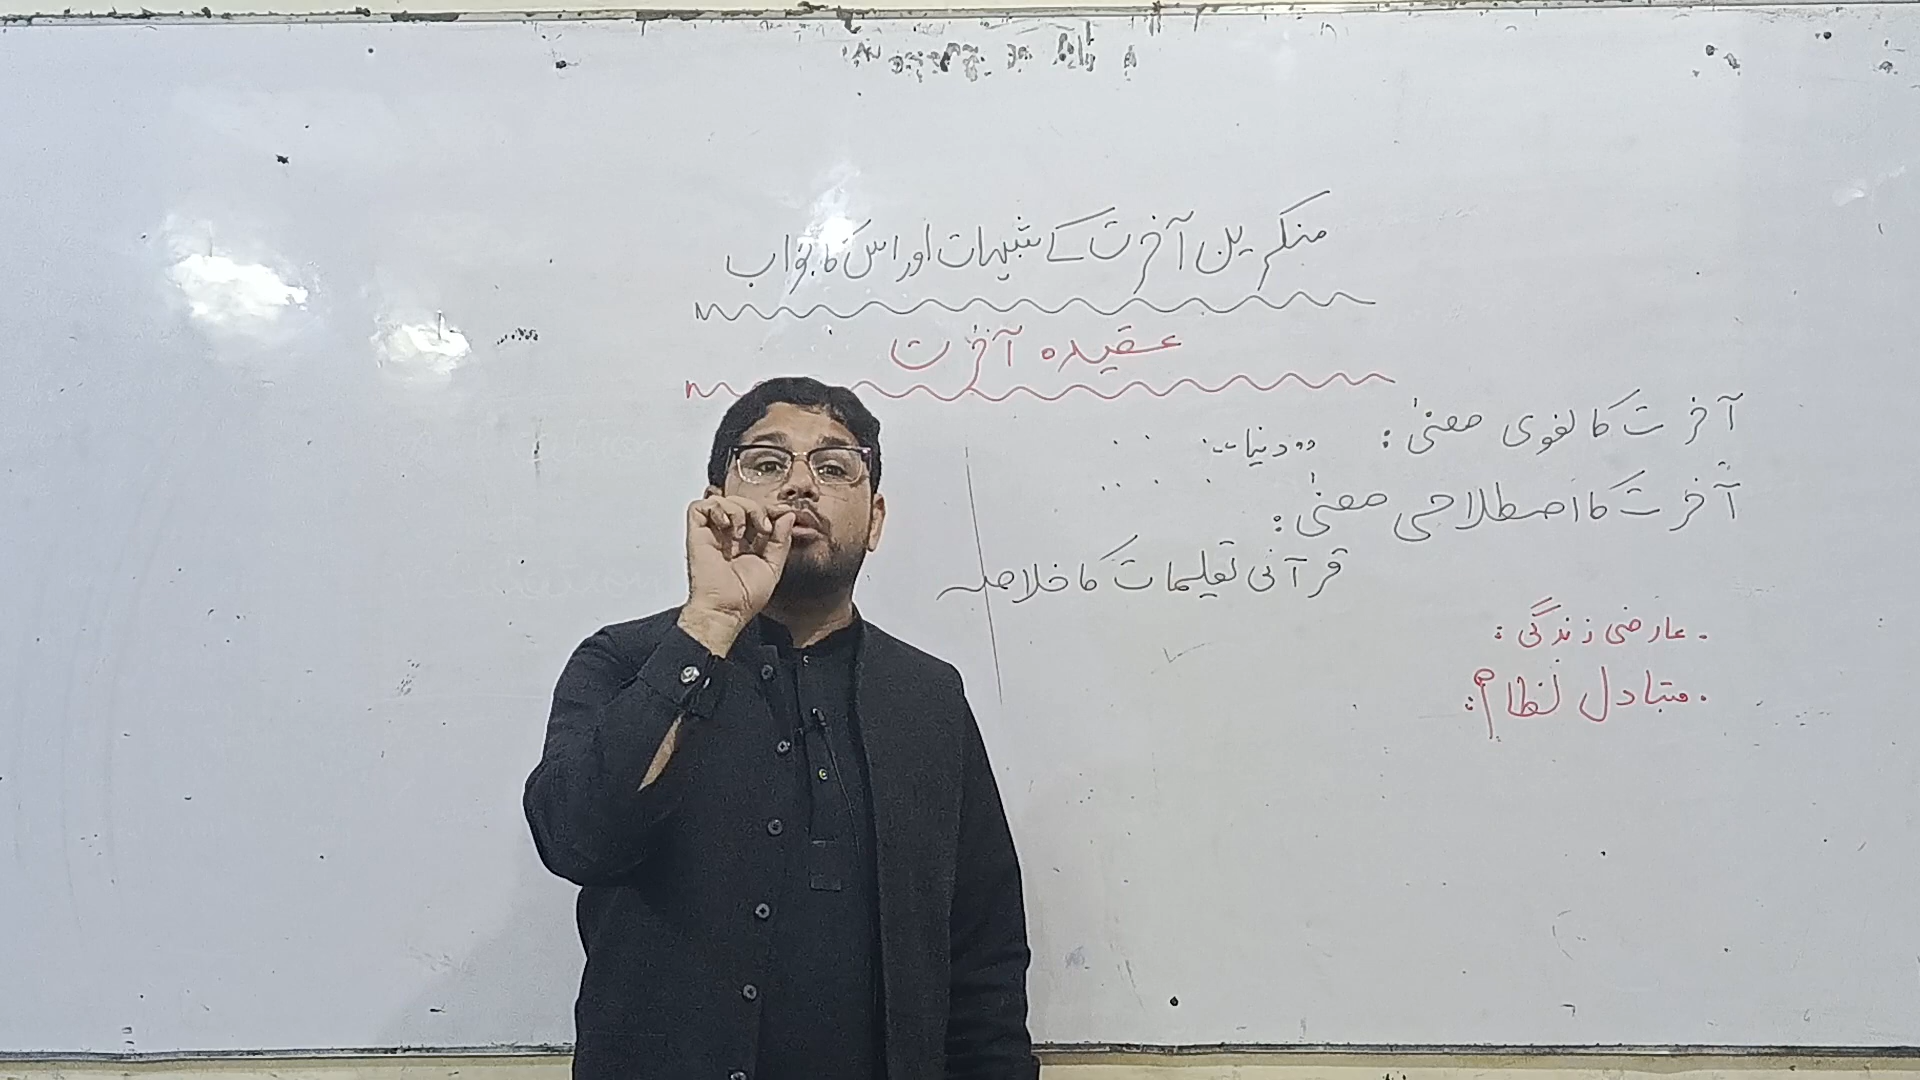 منکرین آخرت کے شبہات اور اس کا جواب
عقیدہ آخرت
آخرت کا لغوی معنیٰ : دنیا
آخرت کا اصطلاحی معنیٰ :
قرآنی تعلیمات کا خلاصہ
. عارضی زندگی :
. متبادل نظام :